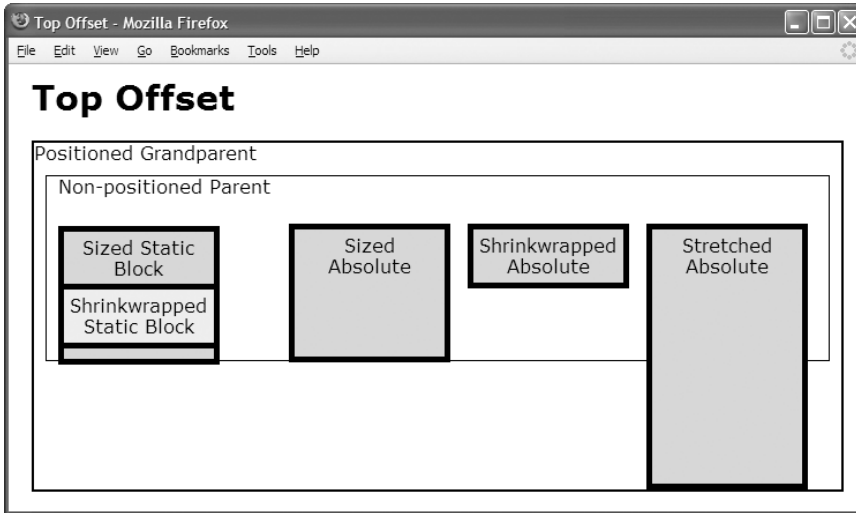 Top Offset - Mozilla Firefox
File Edit View Go Bookmarks Tools Help
Top Offset
Positioned Grandparent
Non-positioned Parent
Sized Static
Block
Shrinkwrapped
Static Block
Sized
Absolute
Shrinkwrapped
Absolute
Stretched
Absolute